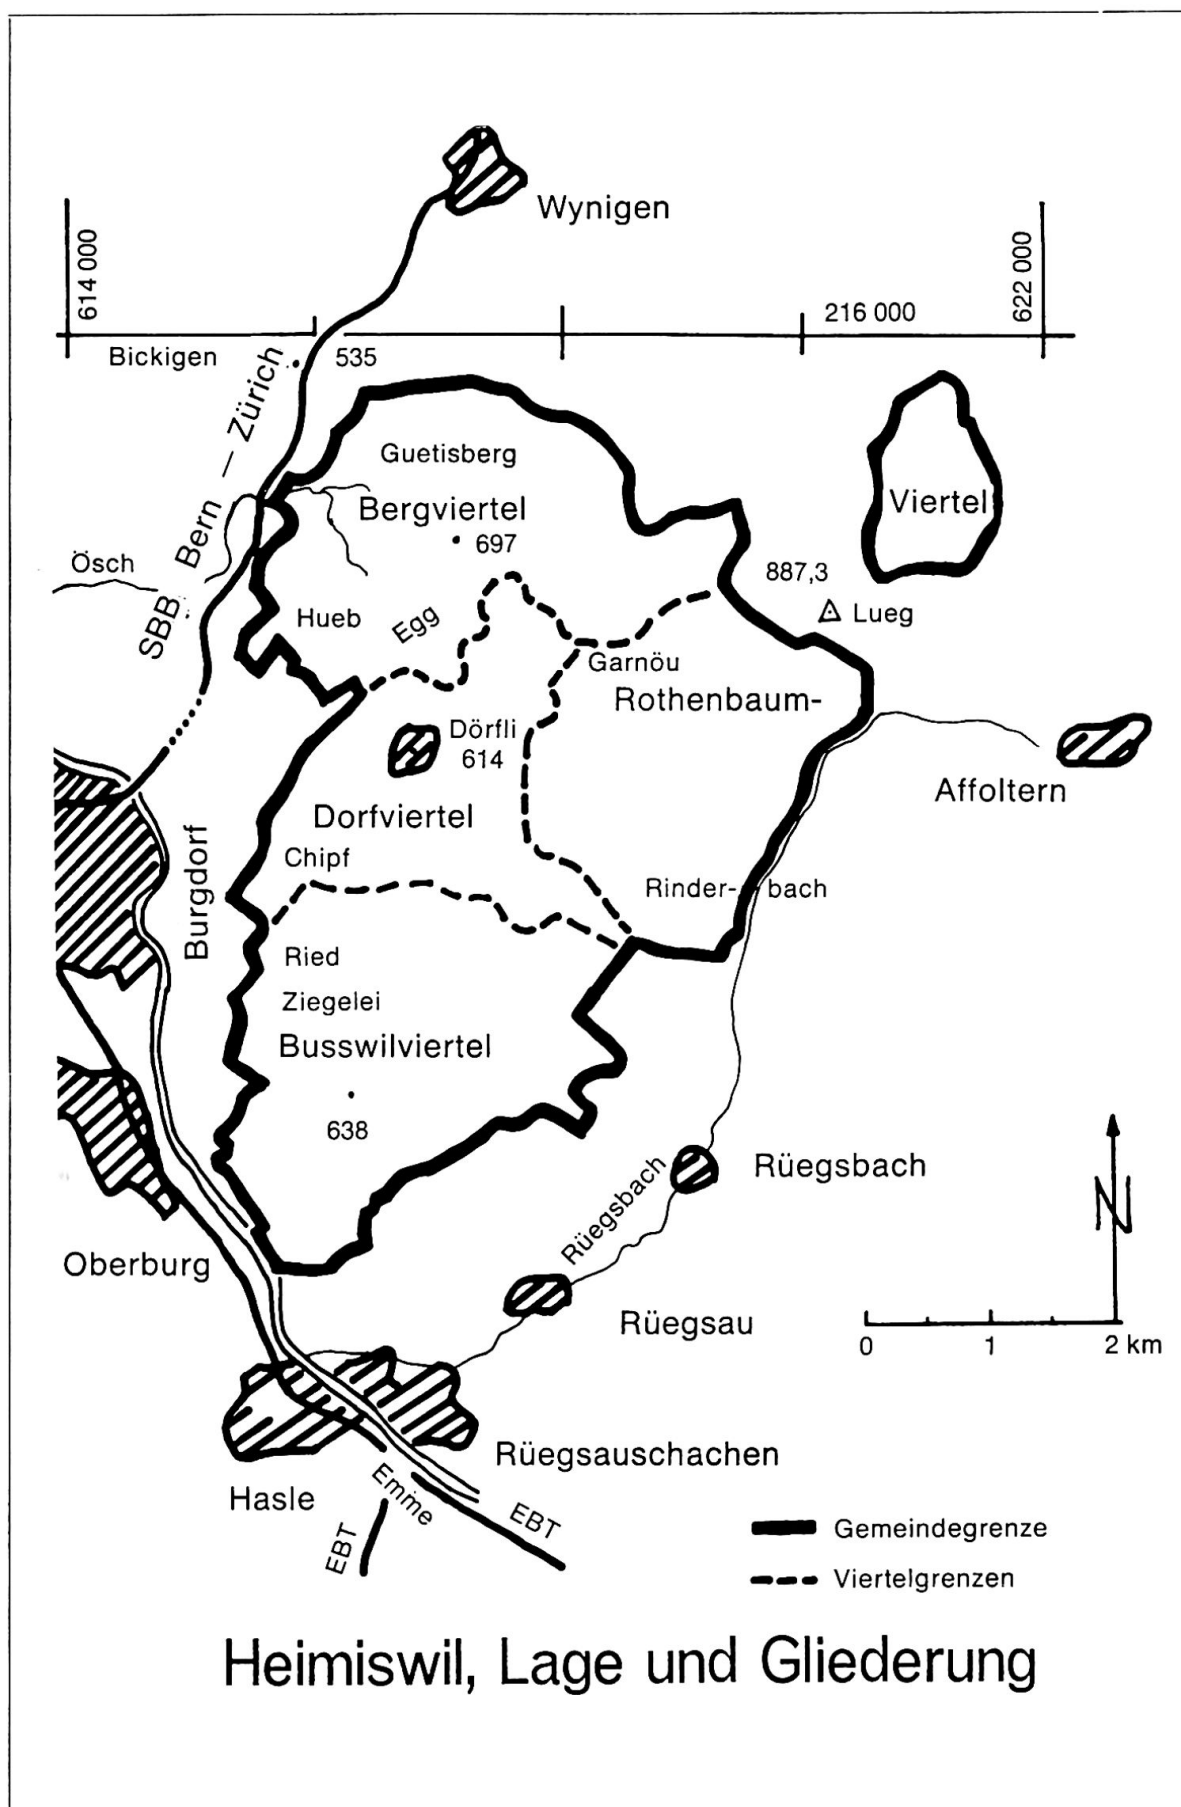 Wynigen
614 000
622 000
216 000
Bickigen
535
SBB Bern — Zürich
Guetisberg
Bergviertel
697
Viertel
Ösch
887,3
Lueg
Hueb
Egg
Garnöu
Rothenbaum-
Dörfli
614
Affoltern
Dorfviertel
Burgdorf
Chipf
Rinder-bach
Ried
Ziegelei
Busswilviertel
638
Rüegsbach
Rüegsbach
N
Oberburg
Rüegsau
0 1 2 km
Rüegsauschachen
Hasle
Emme
EBT
EBT
Gemeindegrenze
Viertelgrenzen
Heimiswil, Lage und Gliederung